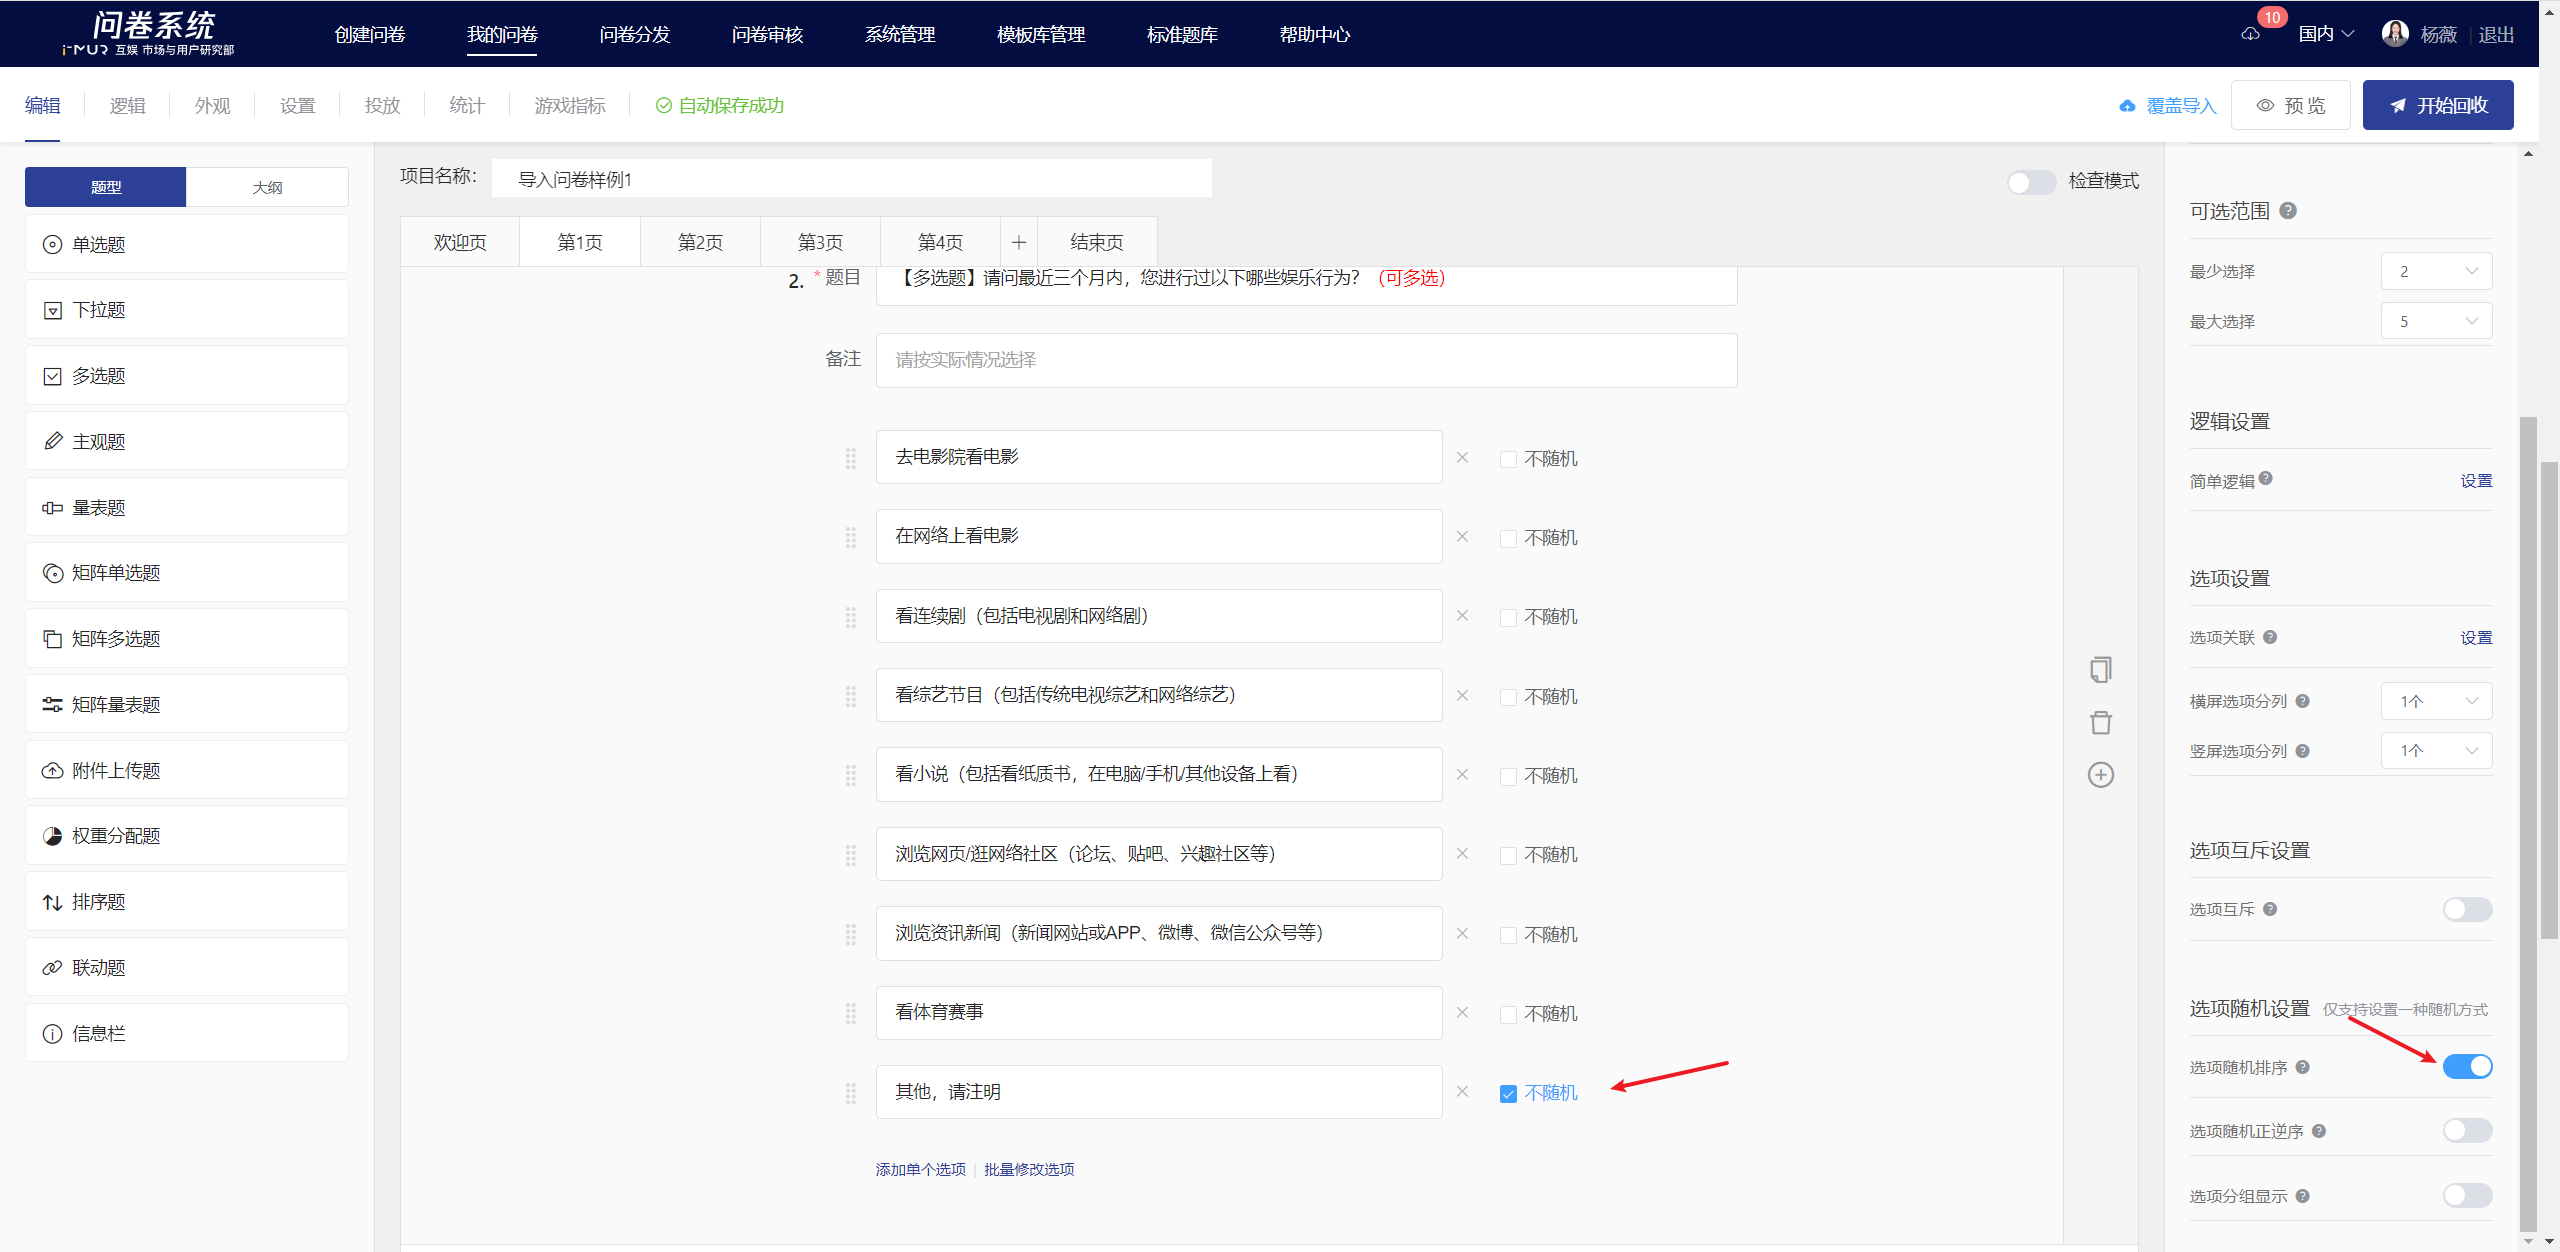 问卷系统
i-MUR 互娱 市场与用户研究部
创建问卷
我的问卷
问卷分发
问卷审核
系统管理
模板库管理
标准题库
帮助中心
10
国内
杨薇
退出
编辑
逻辑
外观
设置
投放
统计
游戏指标
自动保存成功
覆盖导入
预 览
开始回收
题型
大纲
单选题
下拉题
多选题
主观题
量表题
矩阵单选题
矩阵多选题
矩阵量表题
附件上传题
权重分配题
排序题
联动题
信息栏
项目名称：
导入问卷样例1
检查模式
欢迎页
第1页
第2页
第3页
第4页
结束页
2. * 题目
【多选题】请问最近三个月内，您进行过以下哪些娱乐行为？（可多选）
备注
请按实际情况选择
去电影院看电影
不随机
在网络上看电影
不随机
看连续剧（包括电视剧和网络剧）
不随机
看综艺节目（包括传统电视综艺和网络综艺）
不随机
看小说（包括看纸质书，在电脑/手机/其他设备上看）
不随机
浏览网页/逛网络社区（论坛、贴吧、兴趣社区等）
不随机
浏览资讯新闻（新闻网站或APP、微博、微信公众号等）
不随机
看体育赛事
不随机
其他，请注明
不随机
添加单个选项
批量修改选项
可选范围
最少选择
2
最大选择
5
逻辑设置
简单逻辑
设置
选项设置
选项关联
设置
横屏选项分列
1个
竖屏选项分列
1个
选项互斥设置
选项互斥
选项随机设置 仅支持设置一种随机方式
选项随机排序
选项随机正逆序
选项分组显示